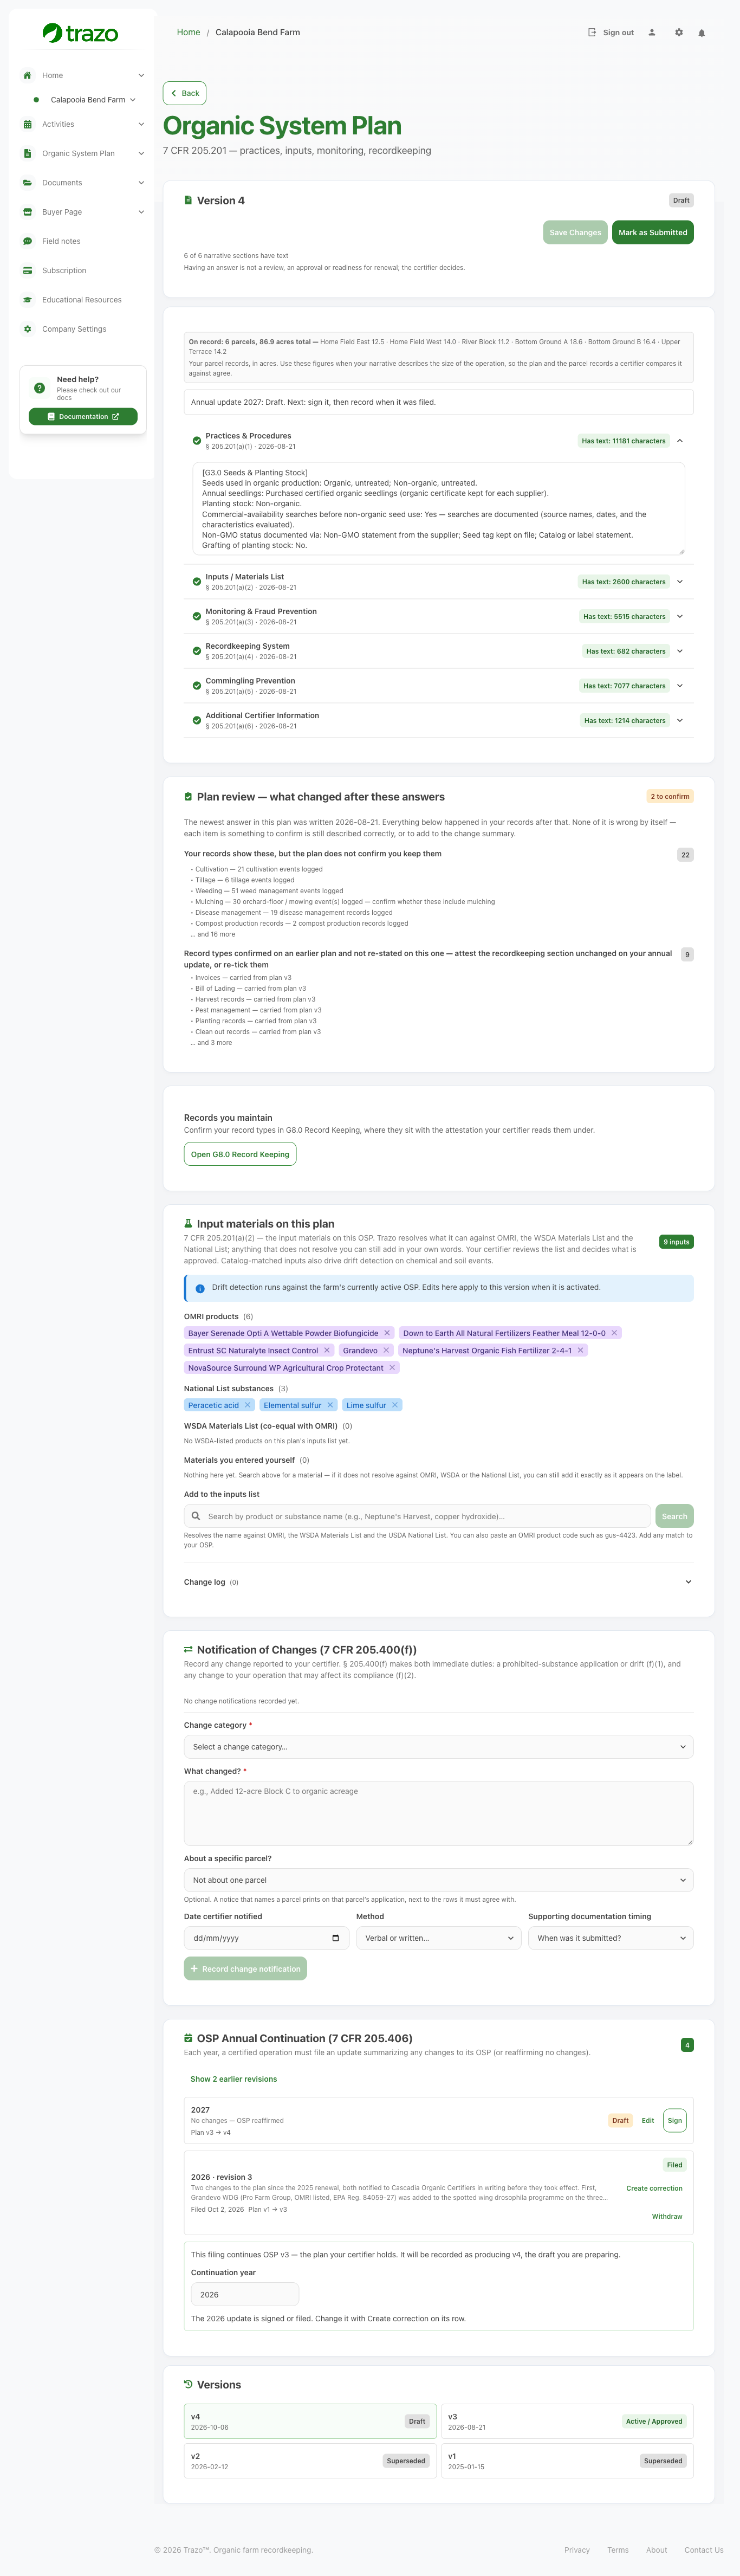 trazo
Home / Calapooia Bend Farm
Sign out
Home
Calapooia Bend Farm
Activities
Organic System Plan
Documents
Buyer Page
Field notes
Subscription
Educational Resources
Company Settings
Need help?
Please check out our
docs
Documentation
Back
Organic System Plan
7 CFR 205.201 — practices, inputs, monitoring, recordkeeping
Version 4
Draft
Save Changes
Mark as Submitted
6 of 6 narrative sections have text
Having an answer is not a review, an approval or readiness for renewal; the certifier decides.
On record: 6 parcels, 86.9 acres total — Home Field East 12.5 · Home Field West 14.0 · River Block 11.2 · Bottom Ground A 18.6 · Bottom Ground B 16.4 · Upper
Terrace 14.2
Your parcel records, in acres. Use these figures when your narrative describes the size of the operation, so the plan and the parcel records a certifier compares it
against agree.
Annual update 2027: Draft. Next: sign it, then record when it was filed.
Practices & Procedures
§ 205.201(a)(1) · 2026-08-21
Has text: 11181 characters
[G3.0 Seeds & Planting Stock]
Seeds used in organic production: Organic, untreated; Non-organic, untreated.
Annual seedlings: Purchased certified organic seedlings (organic certificate kept for each supplier).
Planting stock: Non-organic.
Commercial-availability searches before non-organic seed use: Yes — searches are documented (source names, dates, and the
characteristics evaluated).
Non-GMO status documented via: Non-GMO statement from the supplier; Seed tag kept on file; Catalog or label statement.
Grafting of planting stock: No.
Inputs / Materials List
§ 205.201(a)(2) · 2026-08-21
Has text: 2600 characters
Monitoring & Fraud Prevention
§ 205.201(a)(3) · 2026-08-21
Has text: 5515 characters
Recordkeeping System
§ 205.201(a)(4) · 2026-08-21
Has text: 682 characters
Commingling Prevention
§ 205.201(a)(5) · 2026-08-21
Has text: 7077 characters
Additional Certifier Information
§ 205.201(a)(6) · 2026-08-21
Has text: 1214 characters
Plan review — what changed after these answers
2 to confirm
The newest answer in this plan was written 2026-08-21. Everything below happened in your records after that. None of it is wrong by itself —
each item is something to confirm is still described correctly, or to add to the change summary.
Your records show these, but the plan does not confirm you keep them
22
• Cultivation — 21 cultivation events logged
• Tillage — 6 tillage events logged
• Weeding — 51 weed management events logged
• Mulching — 30 orchard-floor / mowing event(s) logged — confirm whether these include mulching
• Disease management — 19 disease management records logged
• Compost production records — 2 compost production records logged
... and 16 more
Record types confirmed on an earlier plan and not re-stated on this one — attest the recordkeeping section unchanged on your annual
update, or re-tick them
9
• Invoices — carried from plan v3
• Bill of Lading — carried from plan v3
• Harvest records — carried from plan v3
• Pest management — carried from plan v3
• Planting records — carried from plan v3
• Clean out records — carried from plan v3
... and 3 more
Records you maintain
Confirm your record types in G8.0 Record Keeping, where they sit with the attestation your certifier reads them under.
Open G8.0 Record Keeping
Input materials on this plan
7 CFR 205.201(a)(2) — the input materials on this OSP. Trazo resolves what it can against OMRI, the WSDA Materials List and the
National List; anything that does not resolve you can still add in your own words. Your certifier reviews the list and decides what is
approved. Catalog-matched inputs also drive drift detection on chemical and soil events.
9 inputs
Drift detection runs against the farm's currently active OSP. Edits here apply to this version when it is activated.
OMRI products (6)
Bayer Serenade Opti A Wettable Powder Biofungicide ×
Down to Earth All Natural Fertilizers Feather Meal 12-0-0 ×
Entrust SC Naturalyte Insect Control ×
Grandevo ×
Neptune's Harvest Organic Fish Fertilizer 2-4-1 ×
NovaSource Surround WP Agricultural Crop Protectant ×
National List substances (3)
Peracetic acid ×
Elemental sulfur ×
Lime sulfur ×
WSDA Materials List (co-equal with OMRI) (0)
No WSDA-listed products on this plan's inputs list yet.
Materials you entered yourself (0)
Nothing here yet. Search above for a material — if it does not resolve against OMRI, WSDA or the National List, you can still add it exactly as it appears on the label.
Add to the inputs list
Search by product or substance name (e.g., Neptune's Harvest, copper hydroxide)...
Search
Resolves the name against OMRI, the WSDA Materials List and the USDA National List. You can also paste an OMRI product code such as gus-4423. Add any match to
your OSP.
Change log (0)
Notification of Changes (7 CFR 205.400(f))
Record any change reported to your certifier. § 205.400(f) makes both immediate duties: a prohibited-substance application or drift (f)(1), and
any change to your operation that may affect its compliance (f)(2).
No change notifications recorded yet.
Change category *
Select a change category...
What changed? *
e.g., Added 12-acre Block C to organic acreage
About a specific parcel?
Not about one parcel
Optional. A notice that names a parcel prints on that parcel's application, next to the rows it must agree with.
Date certifier notified
Method
Supporting documentation timing
dd/mm/yyyy
Verbal or written...
When was it submitted?
Record change notification
OSP Annual Continuation (7 CFR 205.406)
4
Each year, a certified operation must file an update summarizing any changes to its OSP (or reaffirming no changes).
Show 2 earlier revisions
2027
No changes — OSP reaffirmed
Plan v3 → v4
Draft
Edit
Sign
Filed
2026 · revision 3
Two changes to the plan since the 2025 renewal, both notified to Cascadia Organic Certifiers in writing before they took effect. First,
Grandevo WDG (Pro Farm Group, OMRI listed, EPA Reg. 84059-27) was added to the spotted wing drosophila programme on the three...
Filed Oct 2, 2026 · Plan v1 → v3
Create correction
Withdraw
This filing continues OSP v3 — the plan your certifier holds. It will be recorded as producing v4, the draft you are preparing.
Continuation year
2026
The 2026 update is signed or filed. Change it with Create correction on its row.
Versions
v4
2026-10-06
Draft
v3
2026-08-21
Active / Approved
v2
2026-02-12
Superseded
v1
2025-01-15
Superseded
© 2026 Trazo™. Organic farm recordkeeping.
Privacy
Terms
About
Contact Us